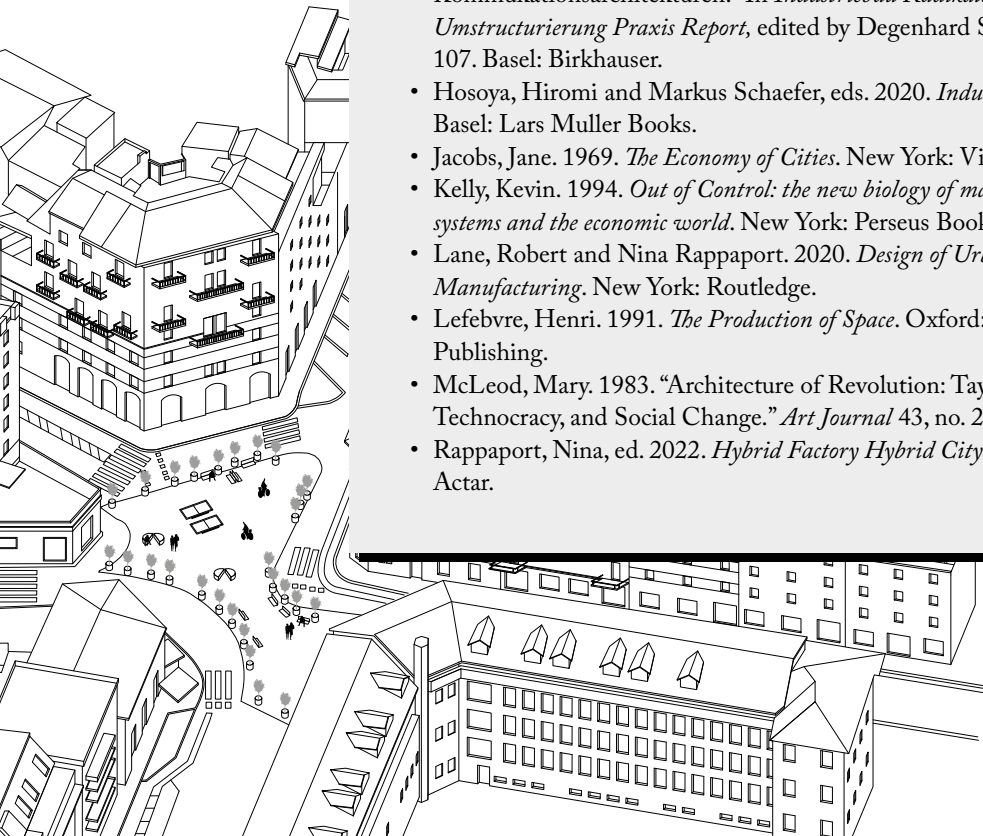 Umstructurierung Praxis Report, edited by Degenhard S
107. Basel: Birkhauser.
• Hosoya, Hiromi and Markus Schaefer, eds. 2020. Indu
Basel: Lars Muller Books.
• Jacobs, Jane. 1969. The Economy of Cities. New York: Vi
• Kelly, Kevin. 1994. Out of Control: the new biology of ma
systems and the economic world. New York: Perseus Book
• Lane, Robert and Nina Rappaport. 2020. Design of Ur
Manufacturing. New York: Routledge.
• Lefebvre, Henri. 1991. The Production of Space. Oxford:
Publishing.
• McLeod, Mary. 1983. “Architecture of Revolution: Tay
Technocracy, and Social Change.” Art Journal 43, no. 2
• Rappaport, Nina, ed. 2022. Hybrid Factory Hybrid City
Actar.